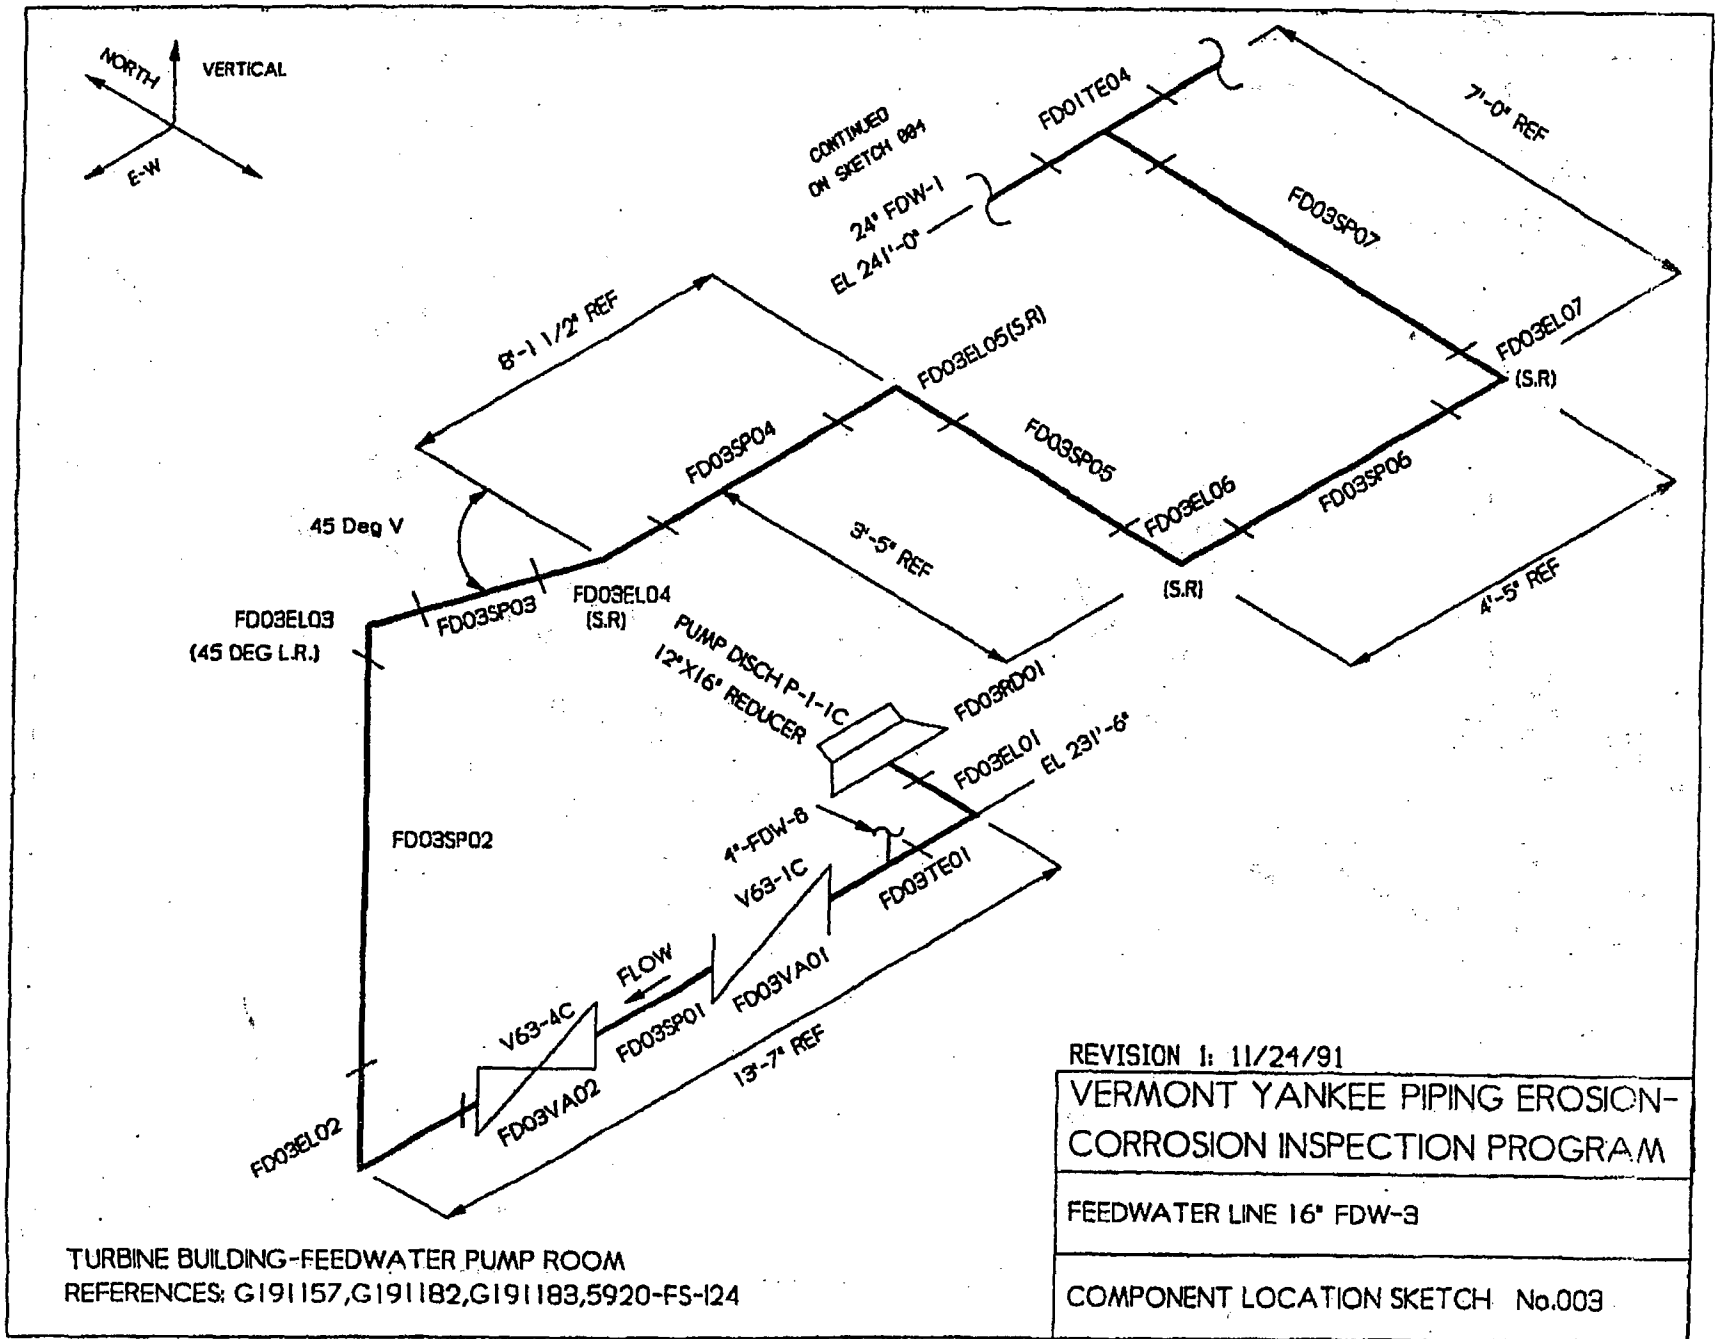 NORTH
VERTICAL
E-W
CONTINUED
ON SKETCH 004
24" FDW-1
EL 241'-0"
FD01TE04
7'-0" REF
FD03SP07
FD03EL07
(S.R)
8'-1 1/2" REF
FD03EL05(S.R)
FD03SP04
FD03SP05
FD03EL06
(S.R)
FD03SP06
4'-5" REF
45 Deg V
3'-5" REF
FD03EL03
(45 DEG L.R.)
FD03SP03
FD03EL04
(S.R)
PUMP DISCH P-1-1C
12"X16" REDUCER
FD03RD01
FD03EL01
EL 231'-6"
4"-FDW-8
FD03TE01
V63-1C
FD03VA01
FD03SP02
FLOW
FD03SP01
V63-4C
FD03VA02
13'-7" REF
FD03EL02
REVISION 1: 11/24/91
VERMONT YANKEE PIPING EROSION-
CORROSION INSPECTION PROGRAM
FEEDWATER LINE 16" FDW-3
COMPONENT LOCATION SKETCH No.003
TURBINE BUILDING-FEEDWATER PUMP ROOM
REFERENCES: G191157,G191182,G191183,5920-FS-124